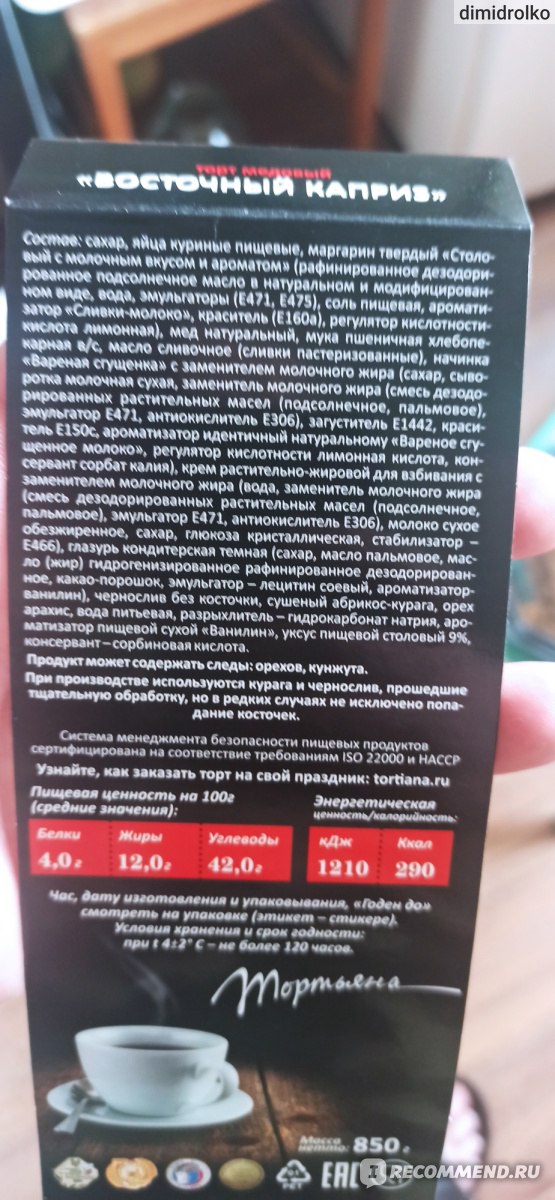 dimidrolko
ТОРТ МЕДОВЫЙ
«ВОСТОЧНЫЙ КАПРИЗ»
Состав: сахар, яйца куриные пищевые, маргарин твердый «Столо-
вый с молочным вкусом и ароматом» (рафинированное дезодори-
рованное подсолнечное масло в натуральном и модифицирован-
ном виде, вода, эмульгаторы (Е471, Е475), соль пищевая, аромати-
затор «Сливки-молоко», краситель (Е160а), регулятор кислотности-
кислота лимонная), мед натуральный, мука пшеничная хлебопе-
карная в/с, масло сливочное (сливки пастеризованные), начинка
«Вареная сгущенка» с заменителем молочного жира (сахар, сыво-
ротка молочная сухая, заменитель молочного жира (смесь дезодо-
рированных растительных масел (подсолнечное, пальмовое),
эмульгатор Е471, антиокислитель Е306), загуститель Е1442, краси-
тель Е150с, ароматизатор идентичный натуральному «Вареное сгу-
щенное молоко», регулятор кислотности лимонная кислота, кон-
сервант сорбат калия), крем растительно-жировой для взбивания с
заменителем молочного жира (вода, заменитель молочного жира
(смесь дезодорированных растительных масел (подсолнечное,
пальмовое), эмульгатор Е471, антиокислитель Е306), молоко сухое
обезжиренное, сахар, глюкоза кристаллическая, стабилизатор –
Е466), глазурь кондитерская темная (сахар, масло пальмовое, мас-
ло (жир) гидрогенизированное рафинированное дезодорирован-
ное, какао-порошок, эмульгатор – лецитин соевый, ароматизатор-
ванилин), чернослив без косточки, сушеный абрикос-курага, орех
арахис, вода питьевая, разрыхлитель – гидрокарбонат натрия, аро-
матизатор пищевой сухой «Ванилин», уксус пищевой столовый 9%,
консервант – сорбиновая кислота.
Продукт может содержать следы: орехов, кунжута.
При производстве используются курага и чернослив, прошедшие
тщательную обработку, но в редких случаях не исключено попа-
дание косточек.
Система менеджмента безопасности пищевых продуктов
сертифицирована на соответствие требованиям ISO 22000 и HACCP
Узнайте, как заказать торт на свой праздник: tortiana.ru
Пищевая ценность на 100г
(средние значения):
Энергетическая
ценность/калорийность:
Белки Жиры Углеводы кДж Ккал
4,0г 12,0г 42,0г 1210 290
Час, дату изготовления и упаковывания, «Годен до»
смотреть на упаковке (этикет – стикере).
Условия хранения и срок годности:
при t 4±2° С – не более 120 часов.
Тортьяна
Масса
нетто: 850г
EAC
IRECOMMEND.RU